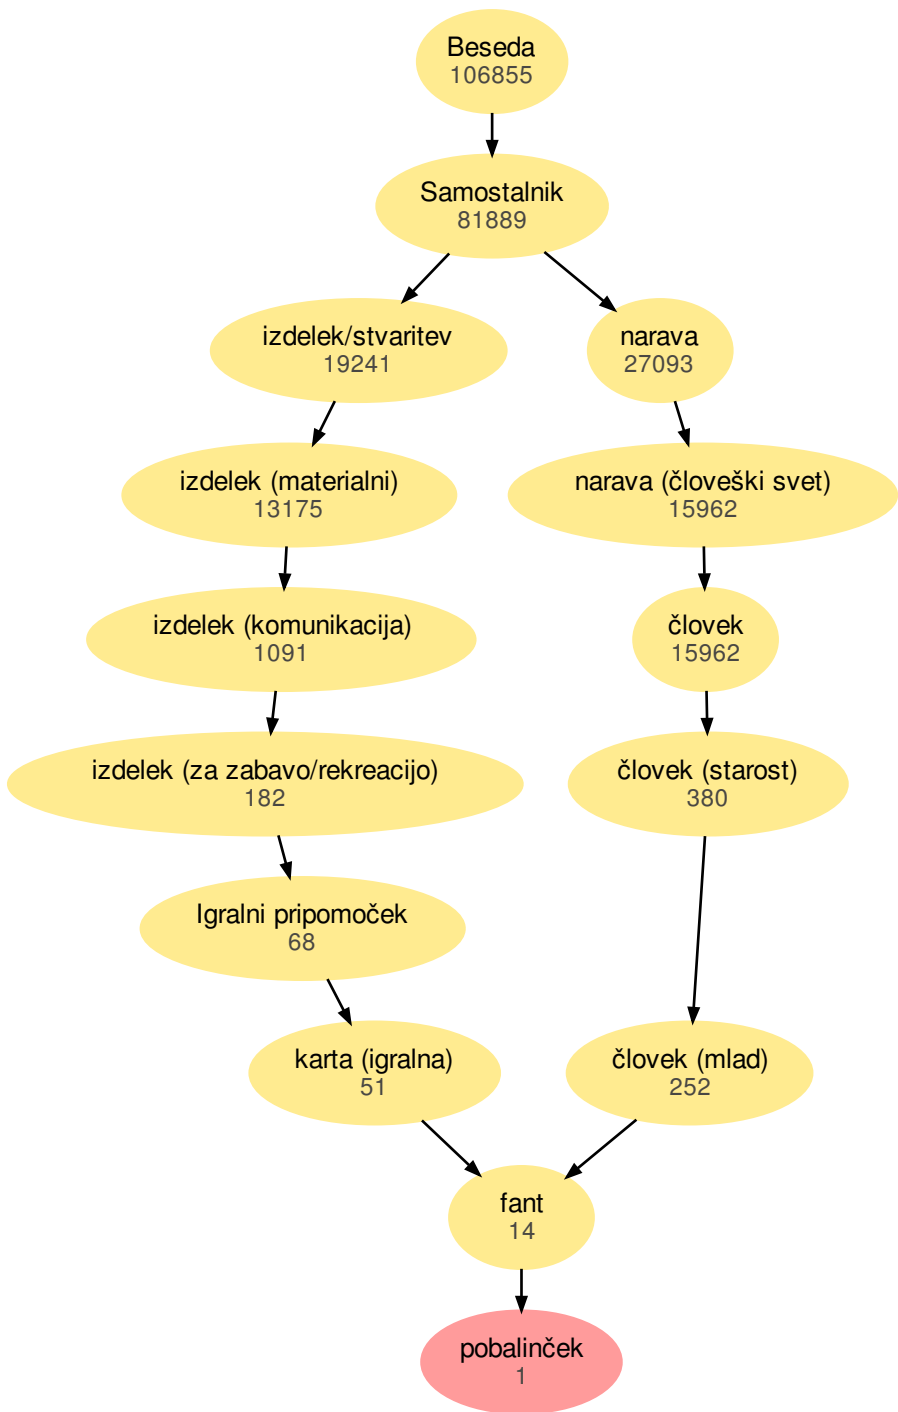 Beseda
106855
Samostalnik
81889
izdelek/stvaritev
19241
narava
27093
izdelek (materialni)
13175
narava (človeški svet)
15962
izdelek (komunikacija)
1091
človek
15962
izdelek (za zabavo/rekreacijo)
182
človek (starost)
380
Igralni pripomoček
68
karta (igralna)
51
človek (mlad)
252
fant
14
pobalinček
1